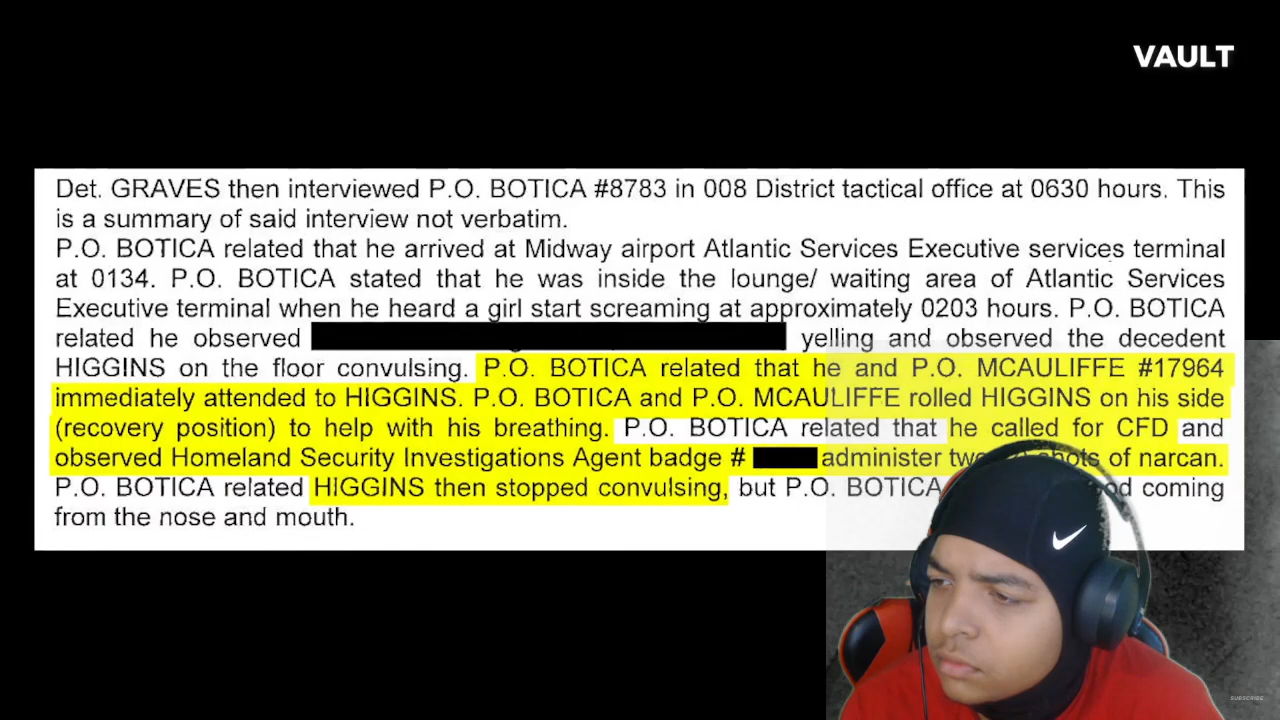 VAULT
Det. GRAVES then interviewed P.O. BOTICA #8783 in 008 District tactical office at 0630 hours. This
is a summary of said interview not verbatim.
P.O. BOTICA related that he arrived at Midway airport Atlantic Services Executive services terminal
at 0134. P.O. BOTICA stated that he was inside the lounge/ waiting area of Atlantic Services
Executive terminal when he heard a girl start screaming at approximately 0203 hours. P.O. BOTICA
related he observed yelling and observed the decedent
HIGGINS on the floor convulsing. P.O. BOTICA related that he and P.O. MCAULIFFE #17964
immediately attended to HIGGINS. P.O. BOTICA and P.O. MCAULIFFE rolled HIGGINS on his side
(recovery position) to help with his breathing. P.O. BOTICA related that he called for CFD and
observed Homeland Security Investigations Agent badge # administer of narcan.
P.O. BOTICA related HIGGINS then stopped convulsing, but P.O. BOTICA coming
from the nose and mouth.
SUBSCRIBE